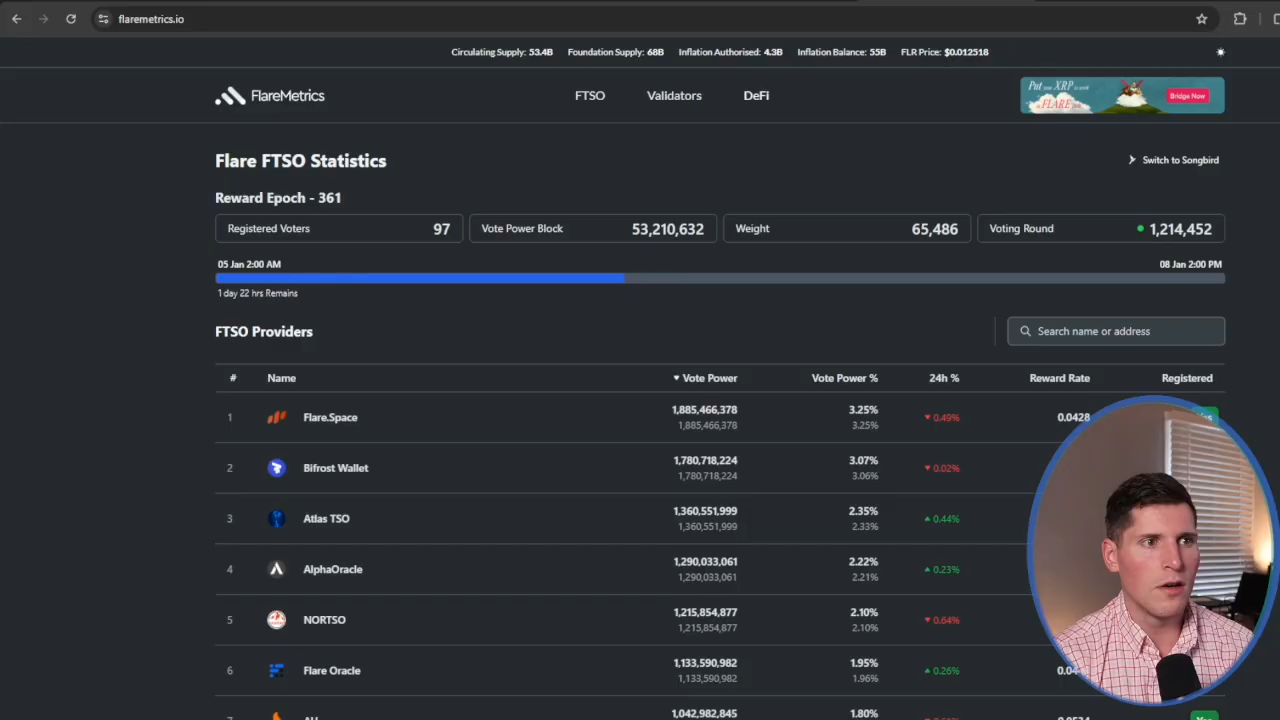 flaremetrics.io
Circulating Supply: 53.4B Foundation Supply: 68B Inflation Authorised: 4.3B Inflation Balance: 55B FLR Price: $0.012518
FlareMetrics FTSO Validators DeFi
Put your XRP to work
Bridge Now
Flare FTSO Statistics Switch to Songbird
Reward Epoch - 361
Registered Voters 97 Vote Power Block 53,210,632 Weight 65,486 Voting Round 1,214,452
05 Jan 2:00 AM 08 Jan 2:00 PM
1 day 22 hrs Remains
FTSO Providers Search name or address
# Name Vote Power Vote Power % 24h % Reward Rate Registered
1 Flare.Space 1,885,466,378 3.25% 0.49% 0.0428
1,885,466,378 3.25%
2 Bifrost Wallet 1,780,718,224 3.07% 0.02%
1,780,718,224 3.06%
3 Atlas TSO 1,360,551,999 2.35% 0.44%
1,360,551,999 2.33%
4 AlphaOracle 1,290,033,061 2.22% 0.23%
1,290,033,061 2.21%
5 NORTSO 1,215,854,877 2.10% 0.64%
1,215,854,877 2.10%
6 Flare Oracle 1,133,590,982 1.95% 0.26%
1,133,590,982 1.96%
1,042,982,845 1.80%